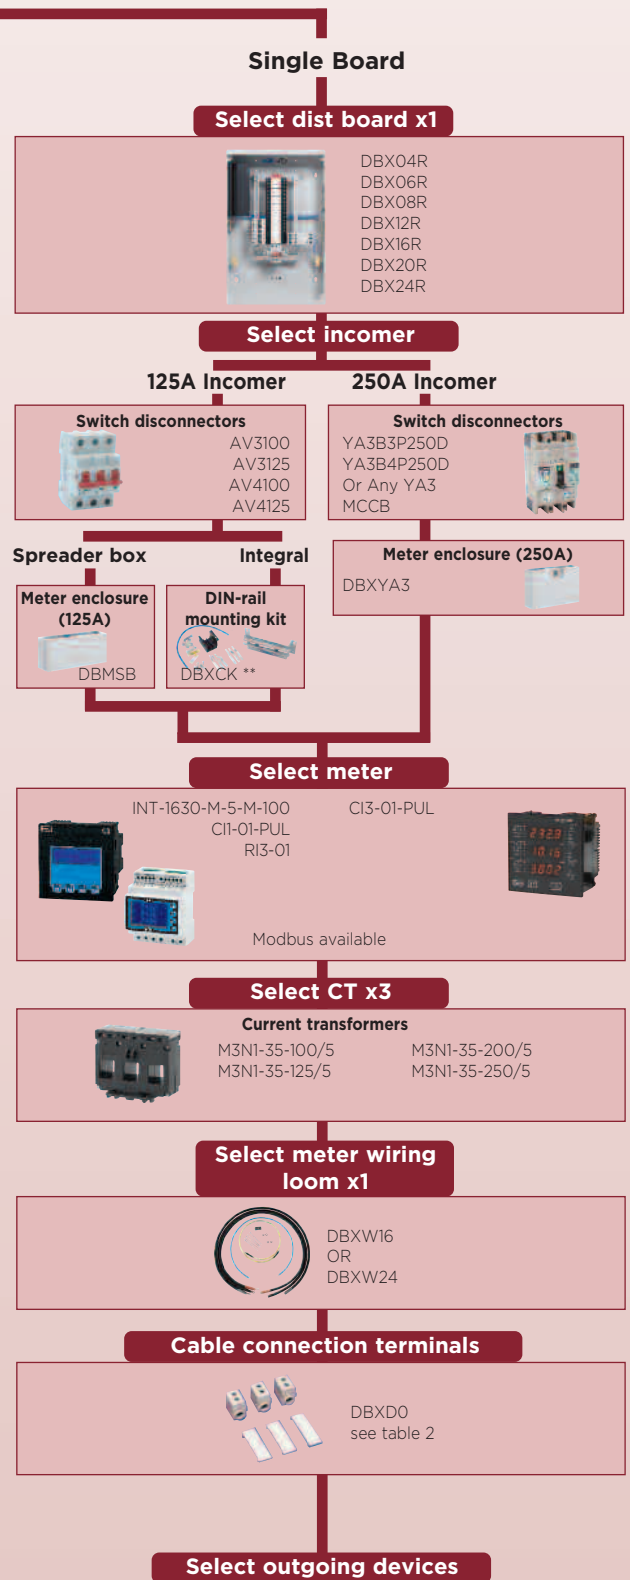 Single Board
Select dist board x1
DBX04R
DBX06R
DBX08R
DBX12R
DBX16R
DBX20R
DBX24R
Select incomer
125A Incomer
250A Incomer
Switch disconnectors
AV3100
AV3125
AV4100
AV4125
Switch disconnectors
YA3B3P250D
YA3B4P250D
Or Any YA3
MCCB
Spreader box
Integral
Meter enclosure
(125A)
DBMSB
DIN-rail
mounting kit
DBXCK **
Meter enclosure (250A)
DBXYA3
Select meter
INT-1630-M-5-M-100
CI1-01-PUL
RI3-01
CI3-01-PUL
Modbus available
Select CT x3
Current transformers
M3N1-35-100/5
M3N1-35-125/5
M3N1-35-200/5
M3N1-35-250/5
Select meter wiring
loom x1
DBXW16
OR
DBXW24
Cable connection terminals
DBXD0
see table 2
Select outgoing devices